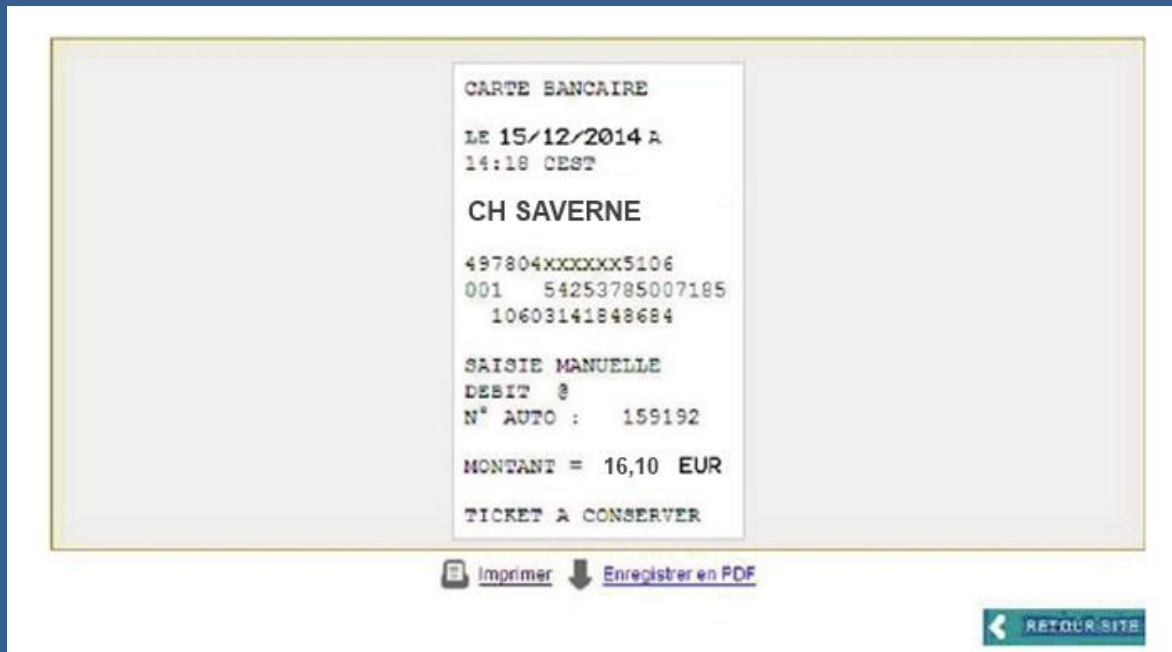 CARTE BANCAIRE
LE 15/12/2014 A
14:18 CEST
CH SAVERNE
497804xxxxxx5106
001 54253785007185
10603141848684
SAISIE MANUELLE
DEBIT @
N° AUTO : 159192
MONTANT = 16,10 EUR
TICKET A CONSERVER
Imprimer Enregistrer en PDF
RETOUR SITE